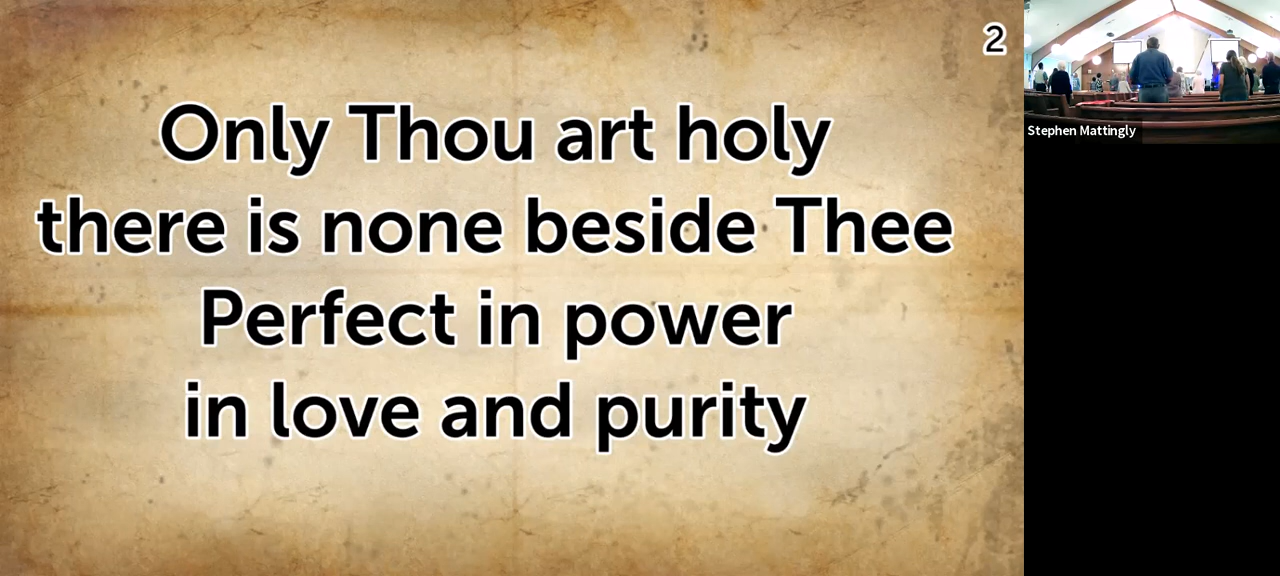 2
Only Thou art holy
there is none beside Thee
Perfect in power
in love and purity
Stephen Mattingly